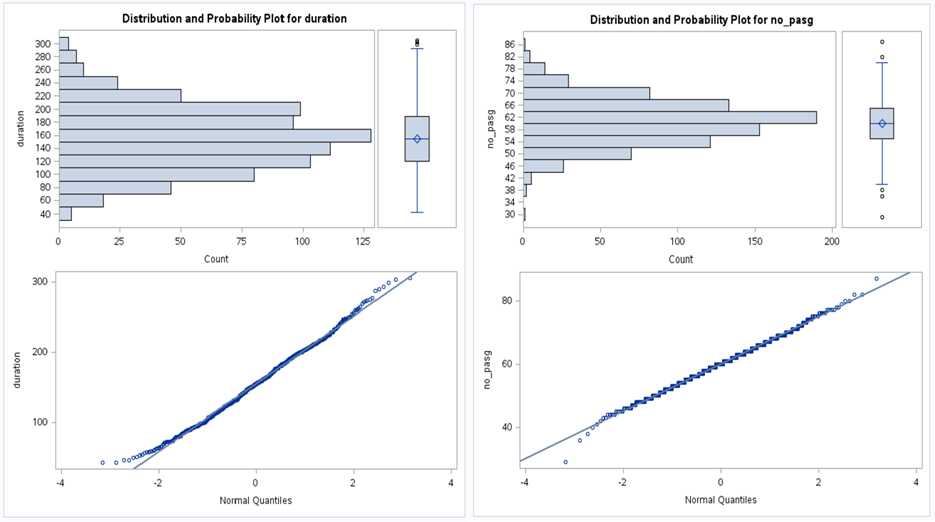 Distribution and Probability Plot for duration
300
280
260
240
220
200
180
160
140
120
100
80
60
40
duration
0 25 50 75 100 125
Count
300
200
100
duration
-4 -2 0 2 4
Normal Quantiles
Distribution and Probability Plot for no_pasg
86
82
78
74
70
66
62
58
54
50
46
42
38
34
30
no_pasg
0 50 100 150 200
Count
80
60
40
no_pasg
-4 -2 0 2 4
Normal Quantiles